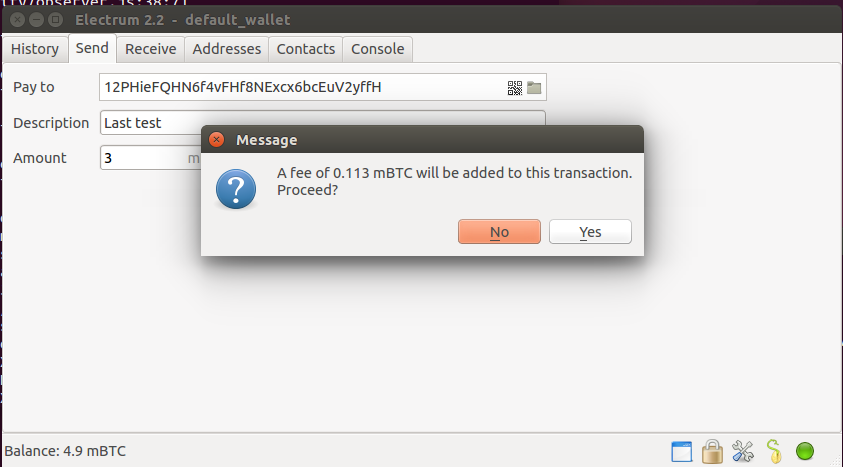 Electrum 2.2 - default_wallet
History Send Receive Addresses Contacts Console
Pay to 12PHieFQHN6f4vFHf8NExcx6bcEuV2yffH
Description Last test
Amount 3 m
Message
A fee of 0.113 mBTC will be added to this transaction.
Proceed?
No Yes
Balance: 4.9 mBTC